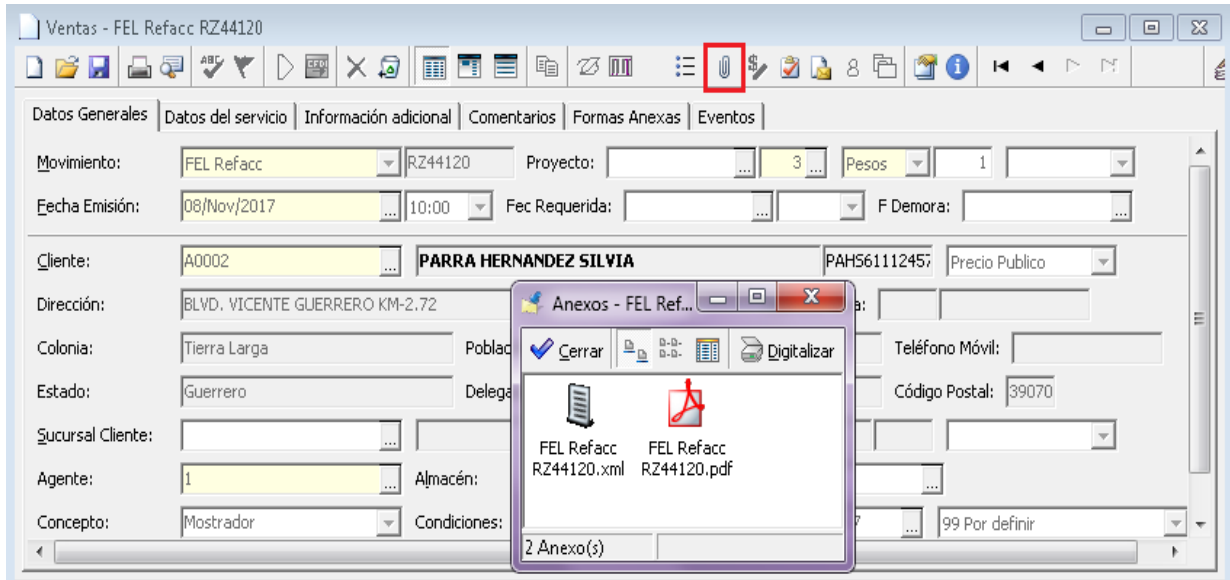 Ventas - FEL Refacc RZ44120
ABC CFDI 8
Datos Generales Datos del servicio Información adicional Comentarios Formas Anexas Eventos
Movimiento: FEL Refacc RZ44120 Proyecto: ... 3 ... Pesos 1
Fecha Emisión: 08/Nov/2017 ... 10:00 Fec Requerida: ... F Demora: ...
Cliente: A0002 ... PARRA HERNANDEZ SILVIA PAHS61112457 Precio Publico
Dirección: BLVD. VICENTE GUERRERO KM-2.72 a:
Colonia: Tierra Larga Poblac Teléfono Móvil:
Estado: Guerrero Delega Código Postal: 39070
Sucursal Cliente: ...
Agente: 1 ... Almacén: ...
Concepto: Mostrador Condiciones: 7 ... 99 Por definir
Anexos - FEL Ref...
Cerrar Digitalizar
FEL Refacc FEL Refacc
RZ44120.xml RZ44120.pdf
2 Anexo(s)